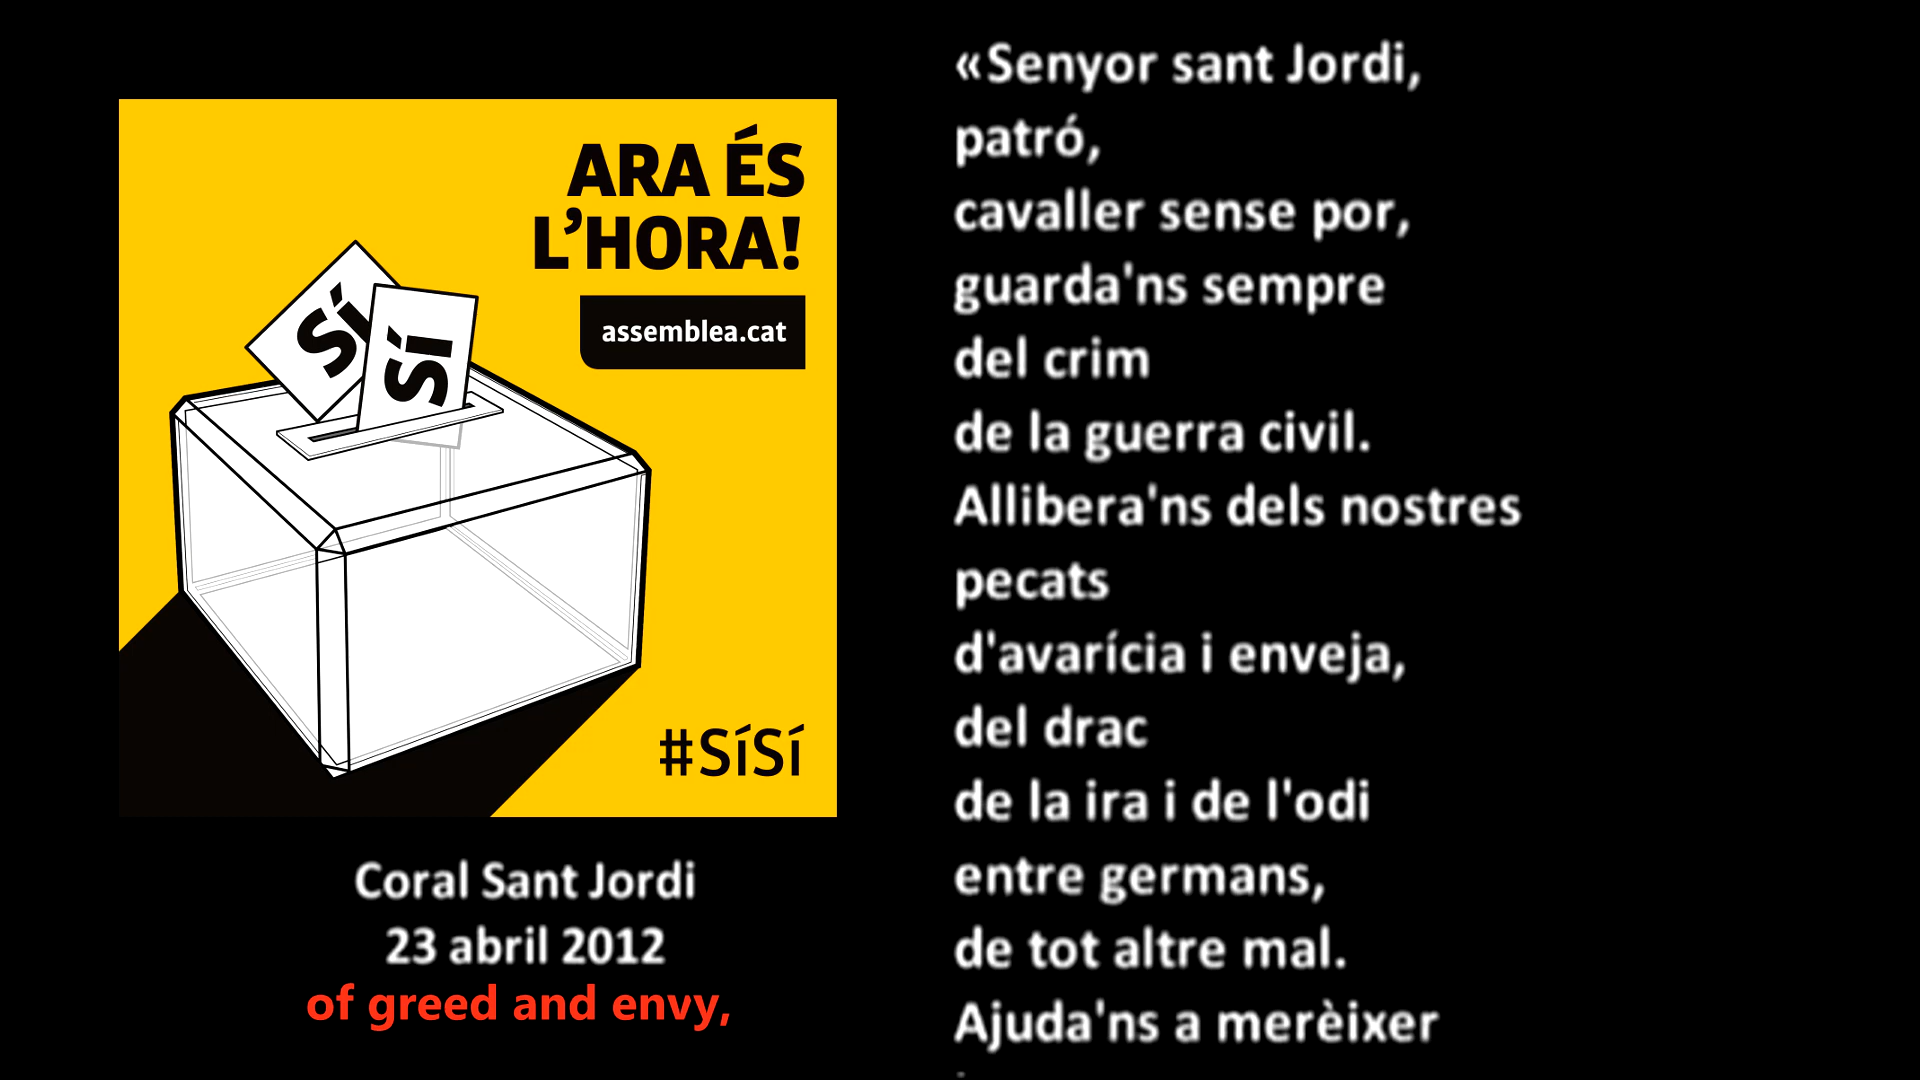 ARA ÉS
L'HORA!
assemblea.cat
Sí
Sí
#SíSí
Coral Sant Jordi
23 abril 2012
of greed and envy,
«Senyor sant Jordi,
patró,
cavaller sense por,
guarda'ns sempre
del crim
de la guerra civil.
Allibera'ns dels nostres
pecats
d'avarícia i enveja,
del drac
de la ira i de l'odi
entre germans,
de tot altre mal.
Ajuda'ns a merèixer